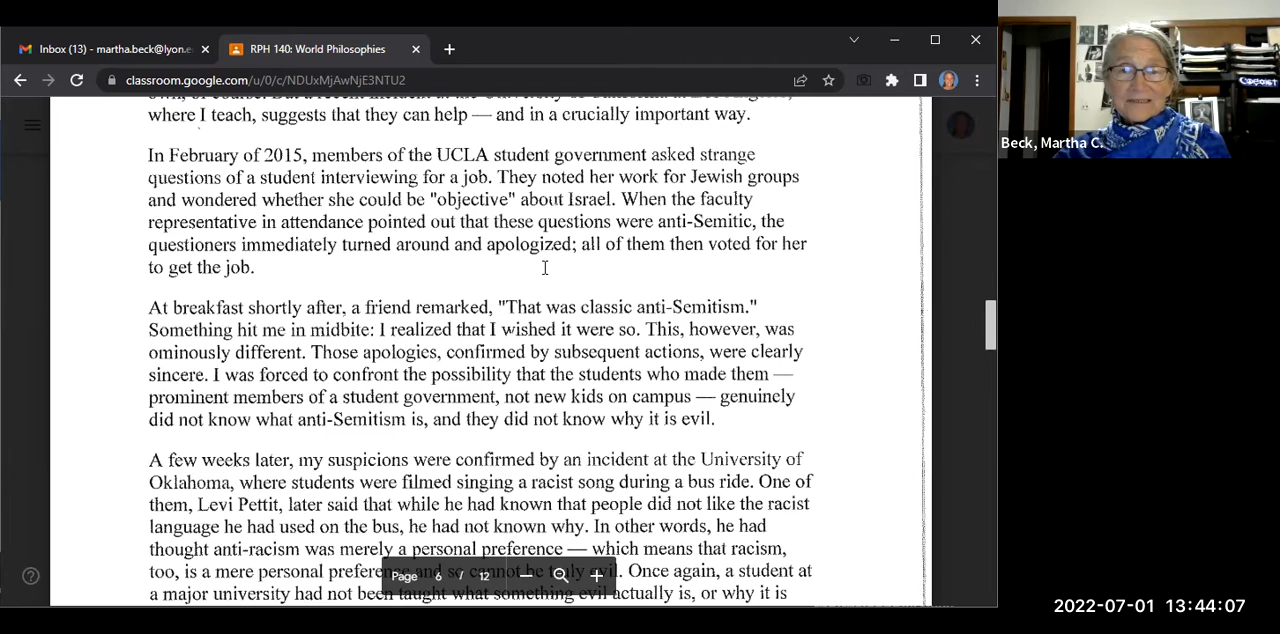 Inbox (13) - martha.beck@lyon.e
RPH 140: World Philosophies
classroom.google.com/u/0/c/NDUxMjAwNjE3NTU2
where I teach, suggests that they can help — and in a crucially important way.
In February of 2015, members of the UCLA student government asked strange
questions of a student interviewing for a job. They noted her work for Jewish groups
and wondered whether she could be "objective" about Israel. When the faculty
representative in attendance pointed out that these questions were anti-Semitic, the
questioners immediately turned around and apologized; all of them then voted for her
to get the job.
At breakfast shortly after, a friend remarked, "That was classic anti-Semitism."
Something hit me in midbite: I realized that I wished it were so. This, however, was
ominously different. Those apologies, confirmed by subsequent actions, were clearly
sincere. I was forced to confront the possibility that the students who made them —
prominent members of a student government, not new kids on campus — genuinely
did not know what anti-Semitism is, and they did not know why it is evil.
A few weeks later, my suspicions were confirmed by an incident at the University of
Oklahoma, where students were filmed singing a racist song during a bus ride. One of
them, Levi Pettit, later said that while he had known that people did not like the racist
language he had used on the bus, he had not known why. In other words, he had
thought anti-racism was merely a personal preference — which means that racism,
too, is a mere personal preference and so cannot be truly evil. Once again, a student at
a major university had not been taught what something evil actually is, or why it is
Page 6 / 12
Beck, Martha C.
Coexist
2022-07-01 13:44:07